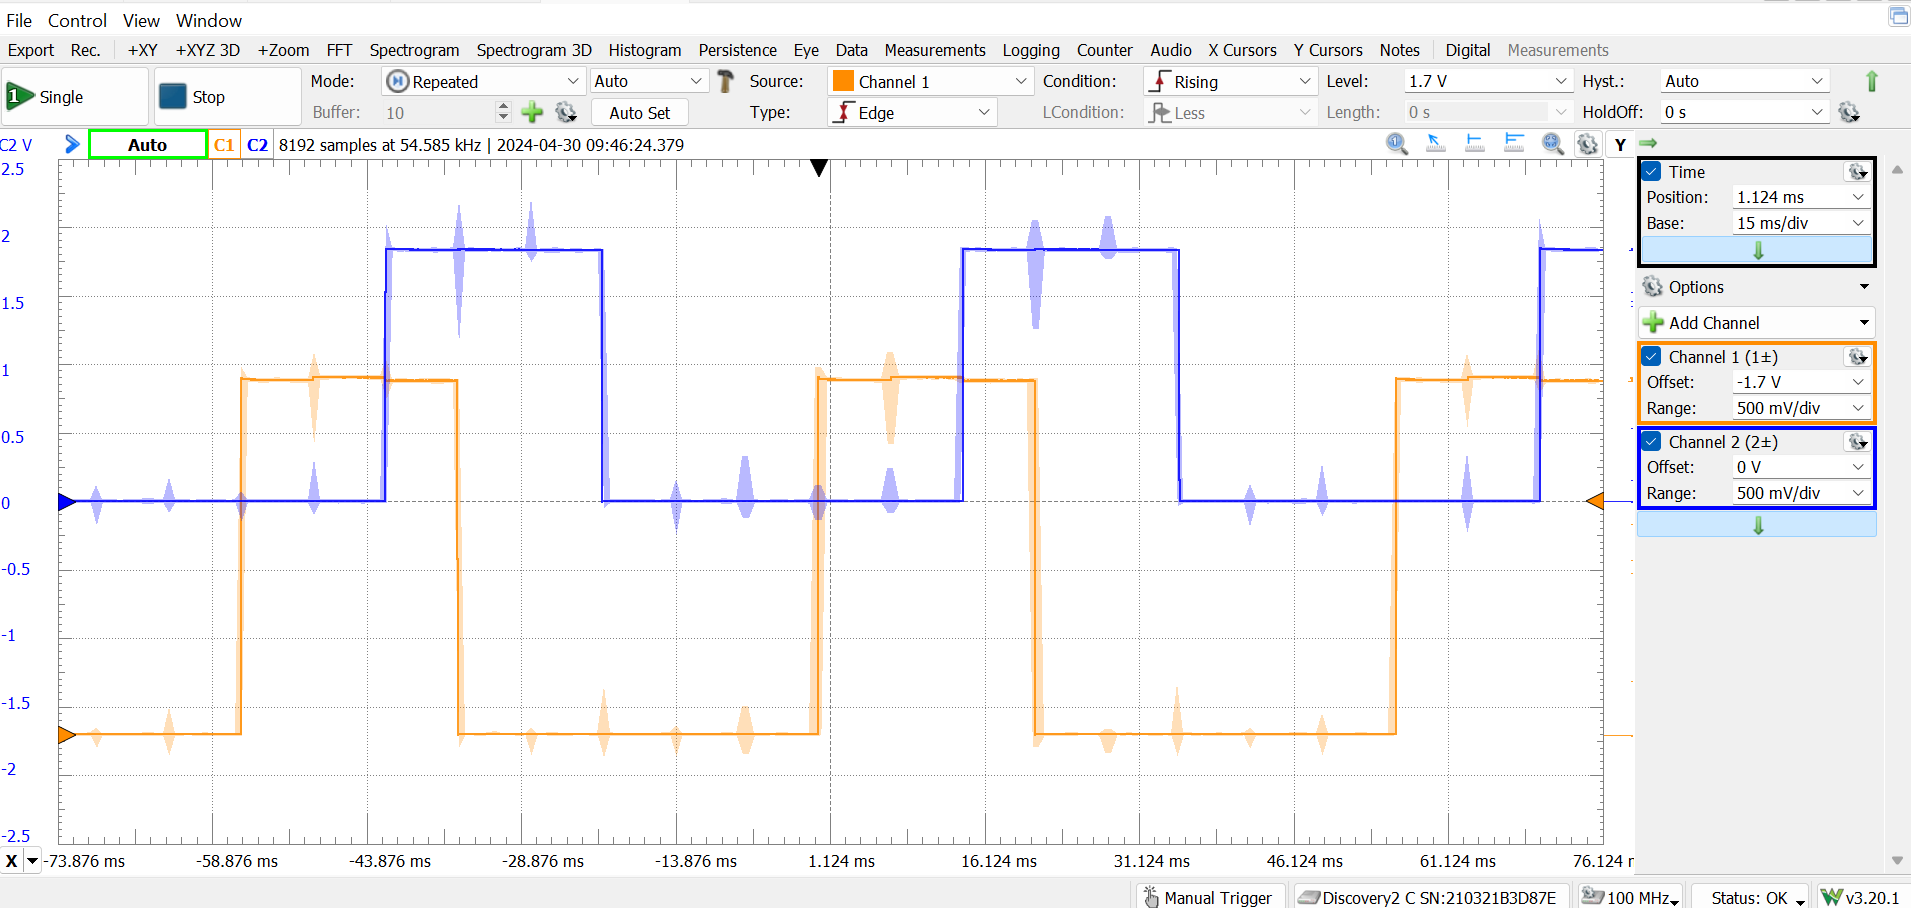 File Control View Window
Export Rec. +XY +XYZ 3D +Zoom FFT Spectrogram Spectrogram 3D Histogram Persistence Eye Data Measurements Logging Counter Audio X Cursors Y Cursors Notes Digital Measurements
1 Single Stop Mode: Repeated Auto Source: Channel 1 Condition: Rising Level: 1.7 V Hyst.: Auto
Buffer: 10 Auto Set Type: Edge LCondition: Less Length: 0 s HoldOff: 0 s
C2 V Auto C1 C2 8192 samples at 54.585 kHz | 2024-04-30 09:46:24.379 Y
2.5
2
1.5
1
0.5
0
-0.5
-1
-1.5
-2
-2.5
X -73.876 ms -58.876 ms -43.876 ms -28.876 ms -13.876 ms 1.124 ms 16.124 ms 31.124 ms 46.124 ms 61.124 ms 76.124 r
Time
Position: 1.124 ms
Base: 15 ms/div
Options
Add Channel
Channel 1 (1±)
Offset: -1.7 V
Range: 500 mV/div
Channel 2 (2±)
Offset: 0 V
Range: 500 mV/div
Manual Trigger Discovery2 C SN:210321B3D87E 100 MHz Status: OK W v3.20.1